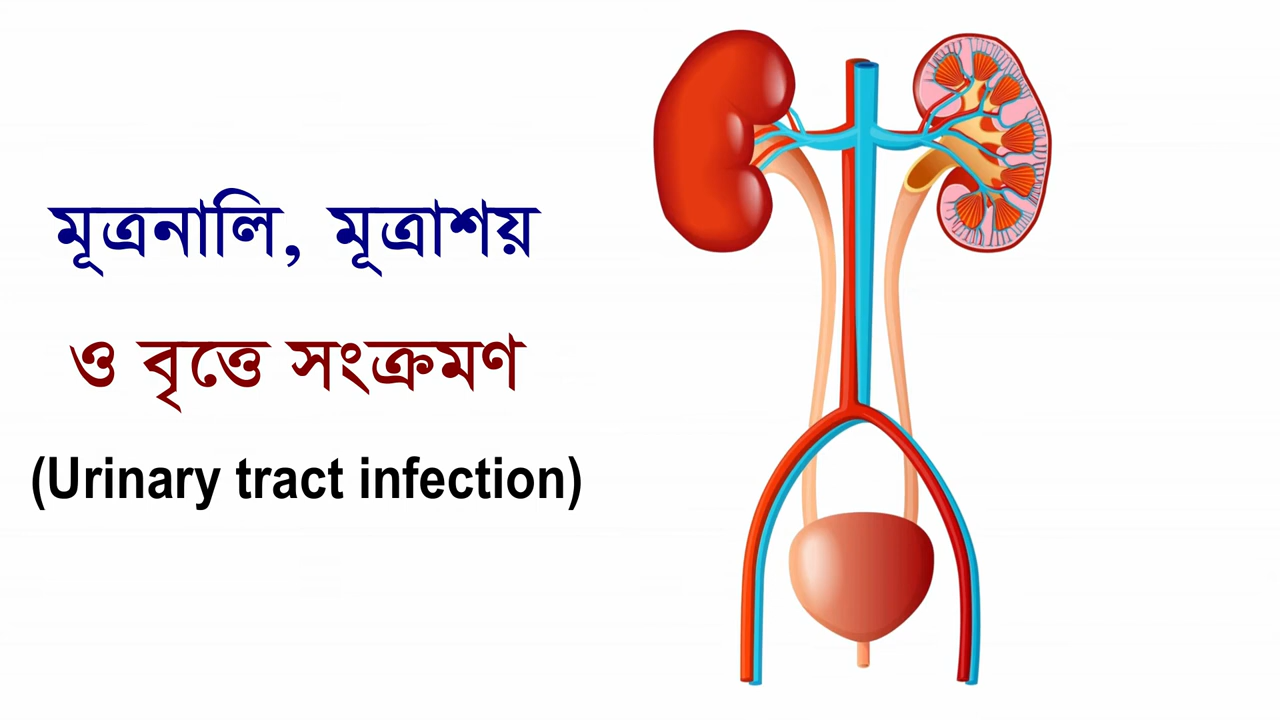 মূত্রনালি, মূত্রাশয়
ও বৃত্তে সংক্রমণ
(Urinary tract infection)